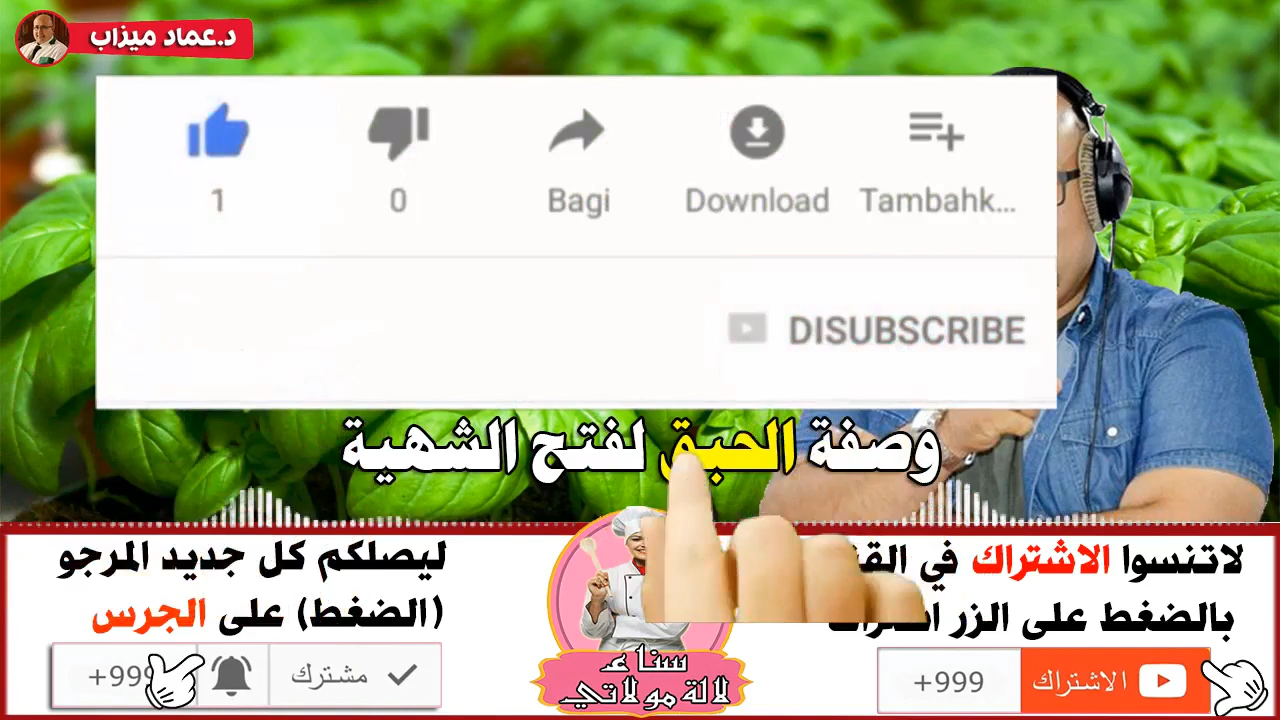 د.عماد ميزاب
1 0 Bagi Download Tambahk...
DISUBSCRIBE
وصفة الحبق لفتح الشهية
لاتنسوا الاشتراك في
بالضغط على الزر
+999 الاشتراك
سناء
لالة مولاتي
ليصلكم كل جديد المرجو
(الضغط) على الجرس
+999 مشترك